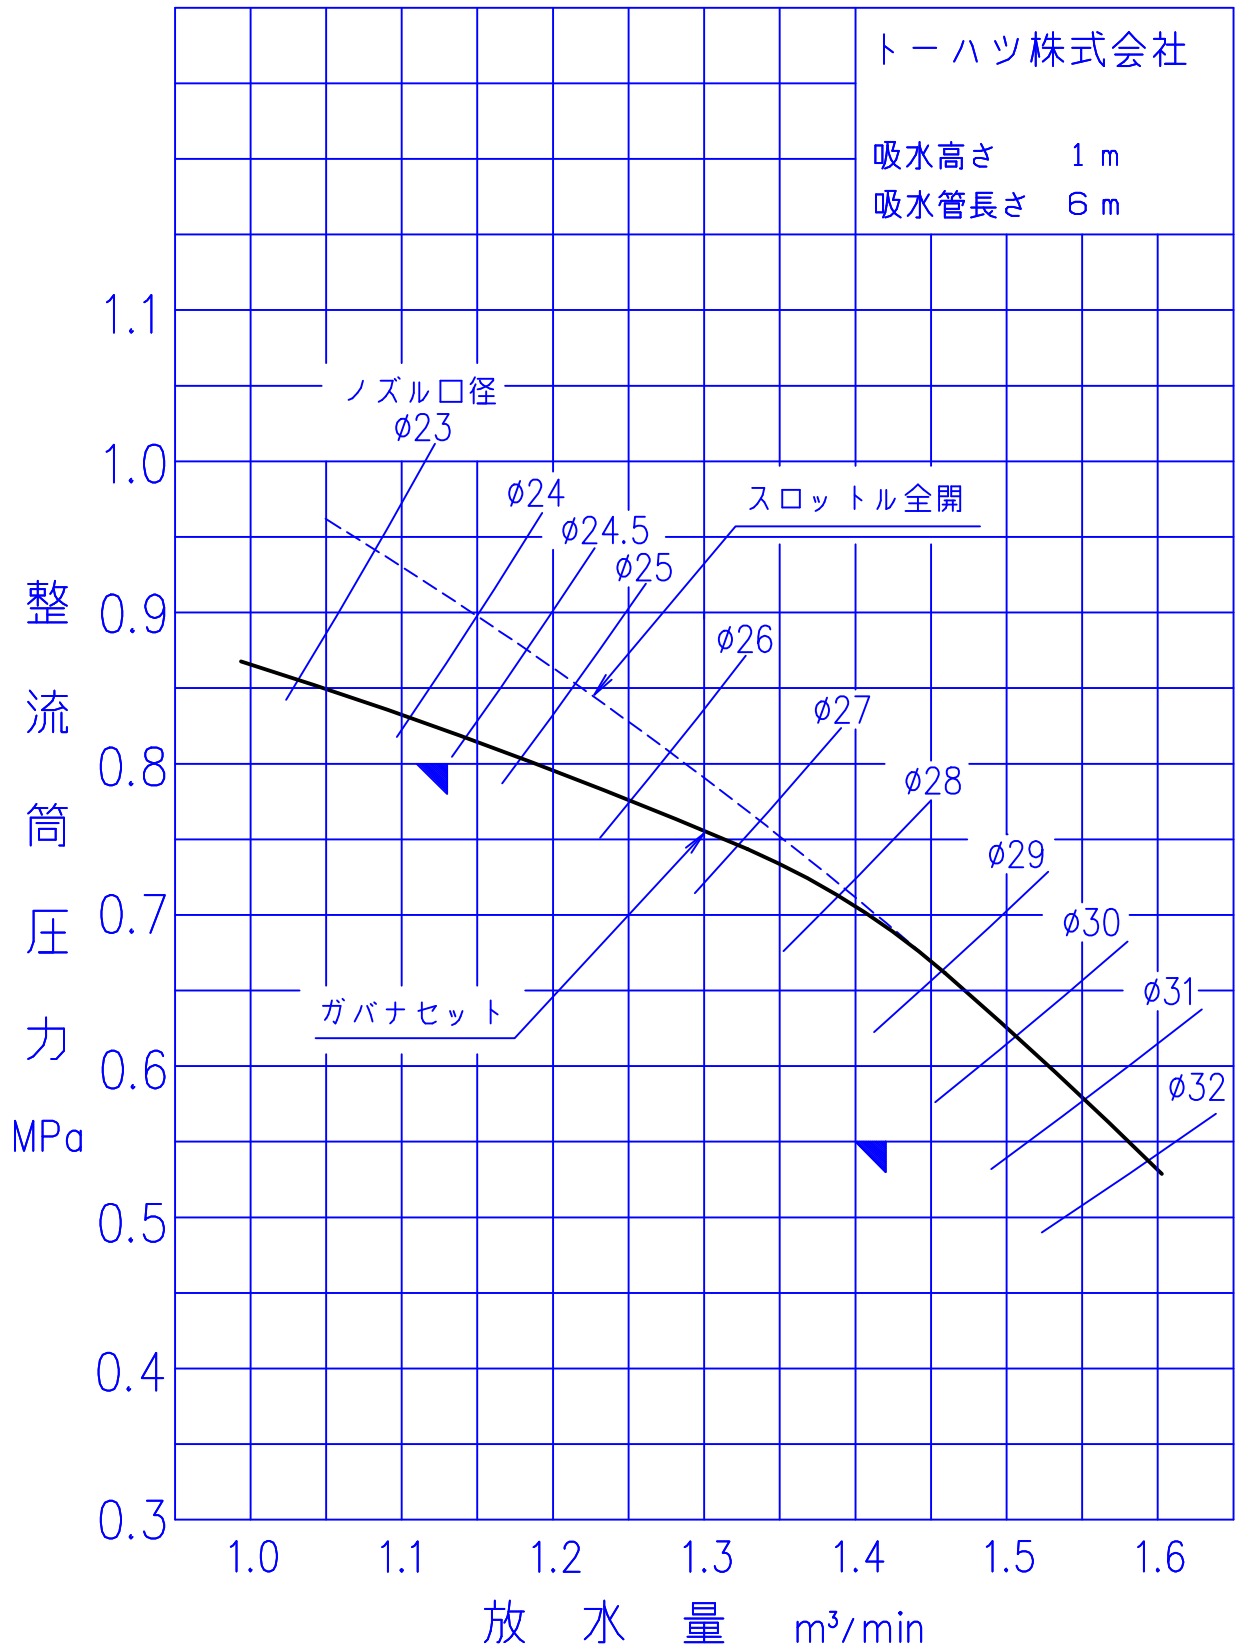 トーハツ株式会社
吸水高さ 1 m
吸水管長さ 6 m
1.1
ノズル口径
φ23
1.0
φ24
スロットル全開
φ24.5
φ25
整流筒圧力
MPa
0.9
φ26
φ27
0.8
φ28
φ29
0.7
φ30
ガバナセット
φ31
0.6
φ32
0.5
0.4
0.3
1.0 1.1 1.2 1.3 1.4 1.5 1.6
放水量 m³/min